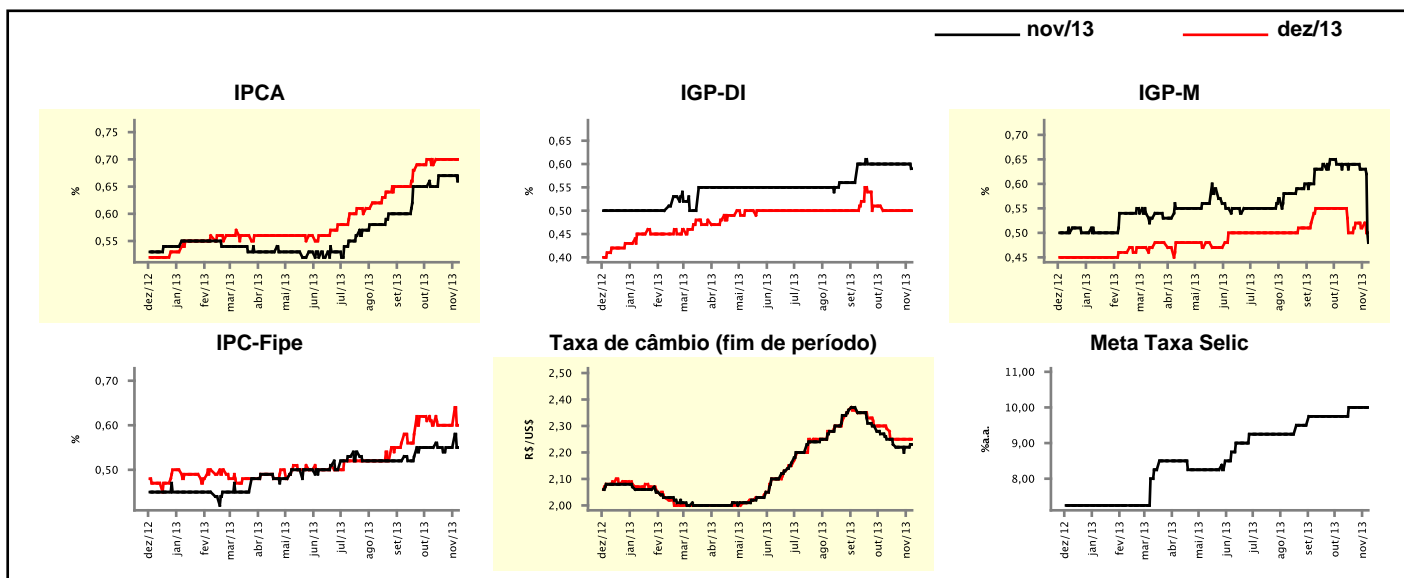 nov/13 dez/13
IPCA
0,75
0,70
0,65
0,60
0,55
%
dez/12 jan/13 fev/13 mar/13 abr/13 mai/13 jun/13 jul/13 ago/13 set/13 out/13 nov/13
IGP-DI
0,65
0,60
0,55
0,50
0,45
0,40
%
dez/12 jan/13 fev/13 mar/13 abr/13 mai/13 jun/13 jul/13 ago/13 set/13 out/13 nov/13
IGP-M
0,70
0,65
0,60
0,55
0,50
0,45
%
dez/12 jan/13 fev/13 mar/13 abr/13 mai/13 jun/13 jul/13 ago/13 set/13 out/13 nov/13
IPC-Fipe
0,70
0,60
0,50
%
dez/12 jan/13 fev/13 mar/13 abr/13 mai/13 jun/13 jul/13 ago/13 set/13 out/13 nov/13
Taxa de câmbio (fim de período)
2,50
2,40
2,30
2,20
2,10
2,00
R$/US$
dez/12 jan/13 fev/13 mar/13 abr/13 mai/13 jun/13 jul/13 ago/13 set/13 out/13 nov/13
Meta Taxa Selic
11,00
10,00
9,00
8,00
%a.a.
dez/12 jan/13 fev/13 mar/13 abr/13 mai/13 jun/13 jul/13 ago/13 set/13 out/13 nov/13